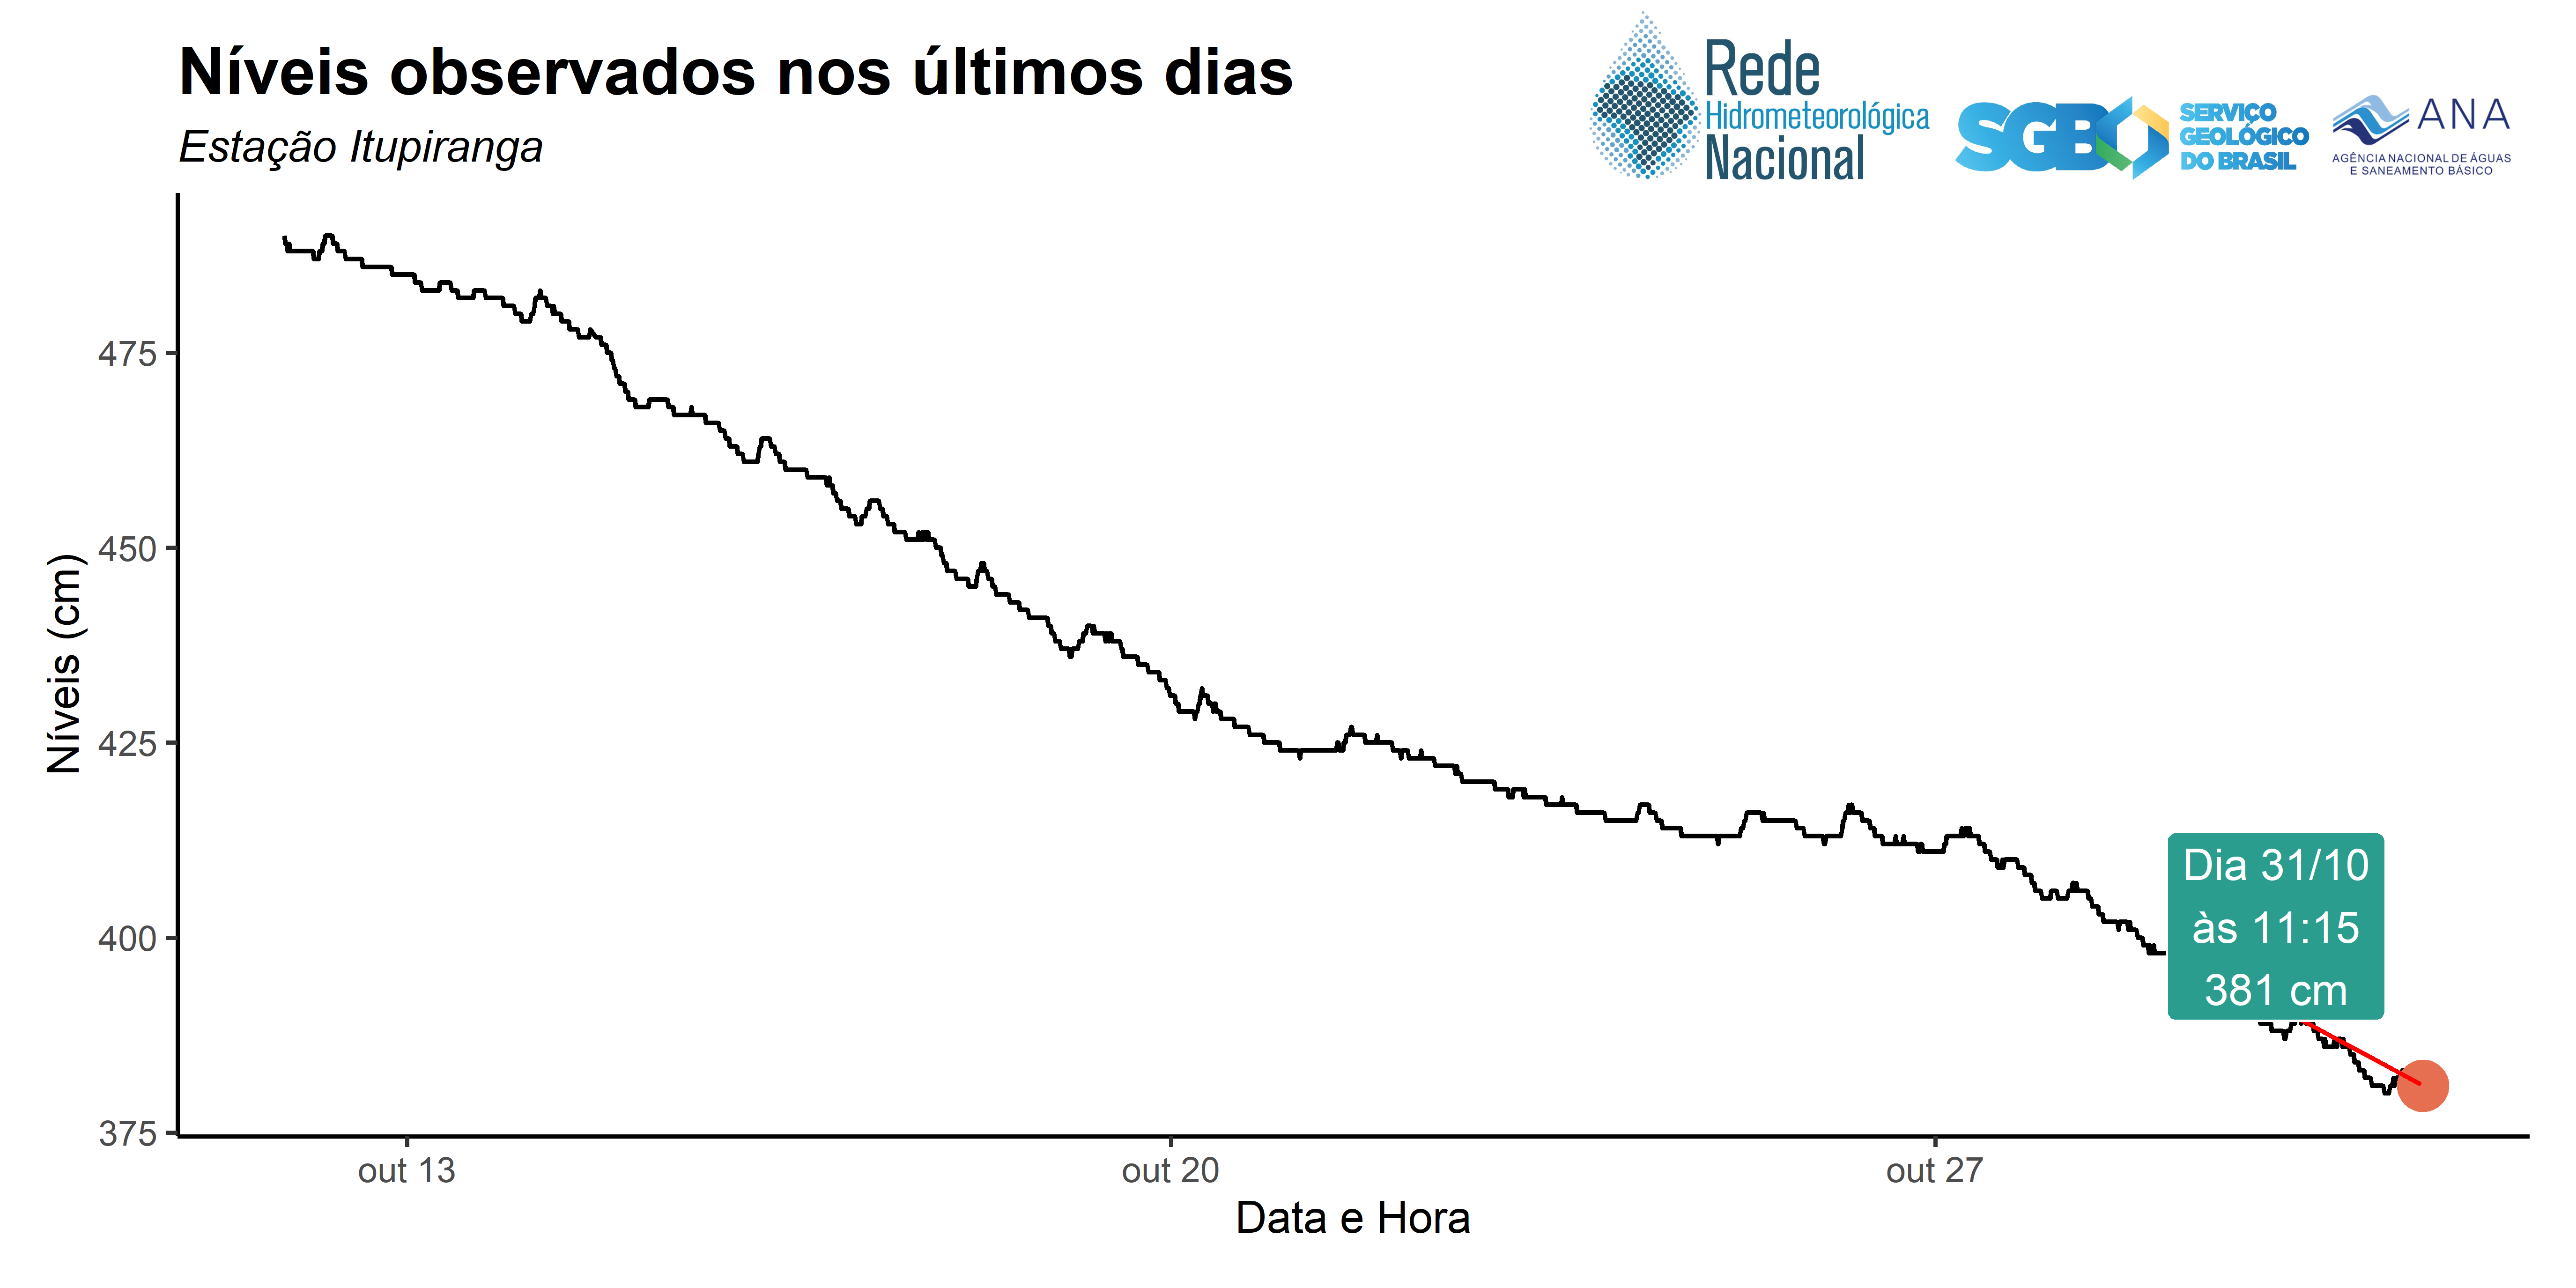 Níveis observados nos últimos dias
Estação Itupiranga
Rede
Hidrometeorológica
Nacional
SGB
SERVIÇO
GEOLÓGICO
DO BRASIL
ANA
AGÊNCIA NACIONAL DE ÁGUAS
E SANEAMENTO BÁSICO
Níveis (cm)
475
450
425
400
375
Dia 31/10
às 11:15
381 cm
out 13
out 20
out 27
Data e Hora